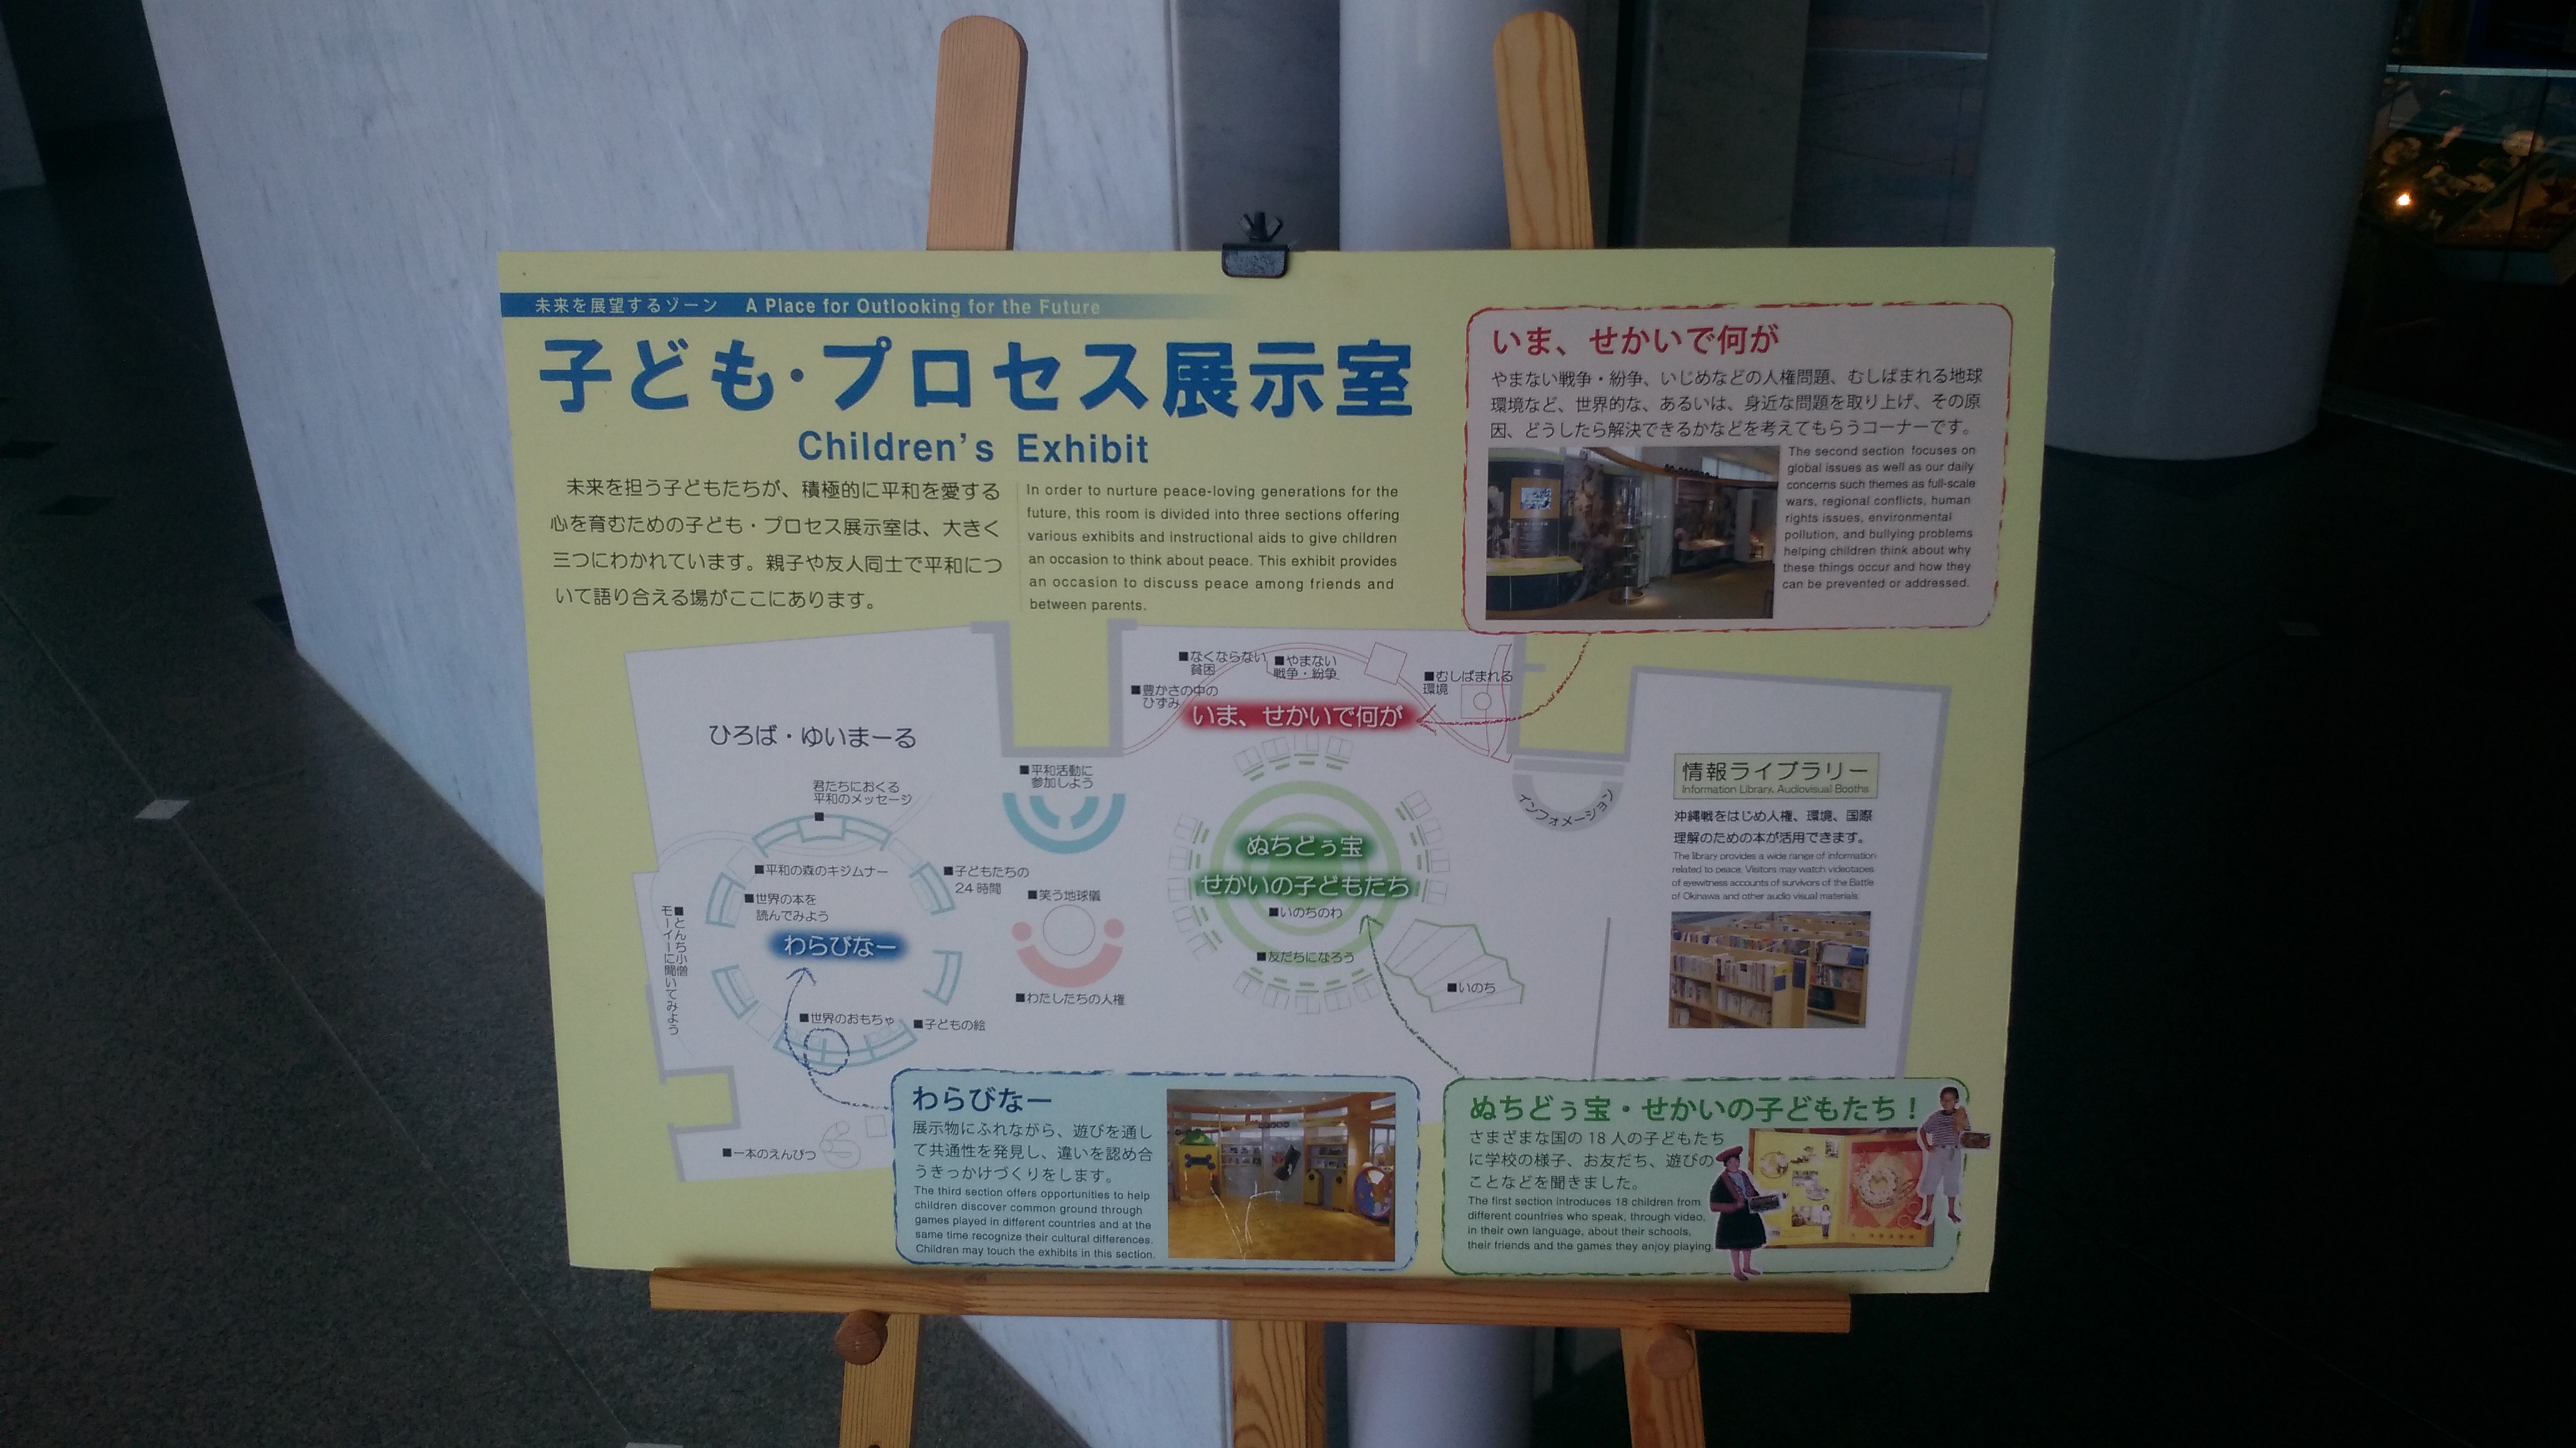 未来を展望するゾーン A Place for Outlooking for the Future
子ども・プロセス展示室
Children's Exhibit
未来を担う子どもたちが、積極的に平和を愛する
心を育むための子ども・プロセス展示室は、大きく
三つにわかれています。親子や友人同士で平和につ
いて語り合える場がここにあります。
In order to nurture peace-loving generations for the
future, this room is divided into three sections offering
various exhibits and instructional aids to give children
an occasion to think about peace. This exhibit provides
an occasion to discuss peace among friends and
between parents.
いま、せかいで何が
やまない戦争・紛争、いじめなどの人権問題、むしばまれる地球
環境など、世界的な、あるいは、身近な問題を取り上げ、その原
因、どうしたら解決できるかなどを考えてもらうコーナーです。
The second section focuses on
global issues as well as our daily
concerns such themes as full-scale
wars, regional conflicts, human
rights issues, environmental
pollution, and bullying problems
helping children think about why
these things occur and how they
can be prevented or addressed.
■なくならない
貧困
■やまない
戦争・紛争
■むしばまれる
環境
■豊かさの中の
ひずみ
いま、せかいで何が
ひろば・ゆいまーる
■平和活動に
参加しよう
君たちにおくる
平和のメッセージ
■
インフォメーション
情報ライブラリー
Information Library, Audiovisual Booths
沖縄戦をはじめ人権、環境、国際
理解のための本が活用できます。
The library provides a wide range of information
related to peace. Visitors may watch videotapes
of eyewitness accounts of survivors of the Battle
of Okinawa and other audio visual materials.
ぬちどぅ宝
せかいの子どもたち
■いのちのわ
■友だちになろう
■いのち
■平和の森のキジムナー
■子どもたちの
24時間
■世界の本を
読んでみよう
■笑う地球儀
わらびなー
■とんち小僧
モーイーに聞いてみよう
■わたしたちの人権
■世界のおもちゃ
■子どもの絵
■一本のえんぴつ
わらびなー
展示物にふれながら、遊びを通し
て共通性を発見し、違いを認め合
うきっかけづくりをします。
The third section offers opportunities to help
children discover common ground through
games played in different countries and at the
same time recognize their cultural differences.
Children may touch the exhibits in this section.
ぬちどぅ宝・せかいの子どもたち！
さまざまな国の18人の子どもたち
に学校の様子、お友だち、遊びの
ことなどを聞きました。
The first section introduces 18 children from
different countries who speak, through video,
in their own language, about their schools,
their friends and the games they enjoy playing.